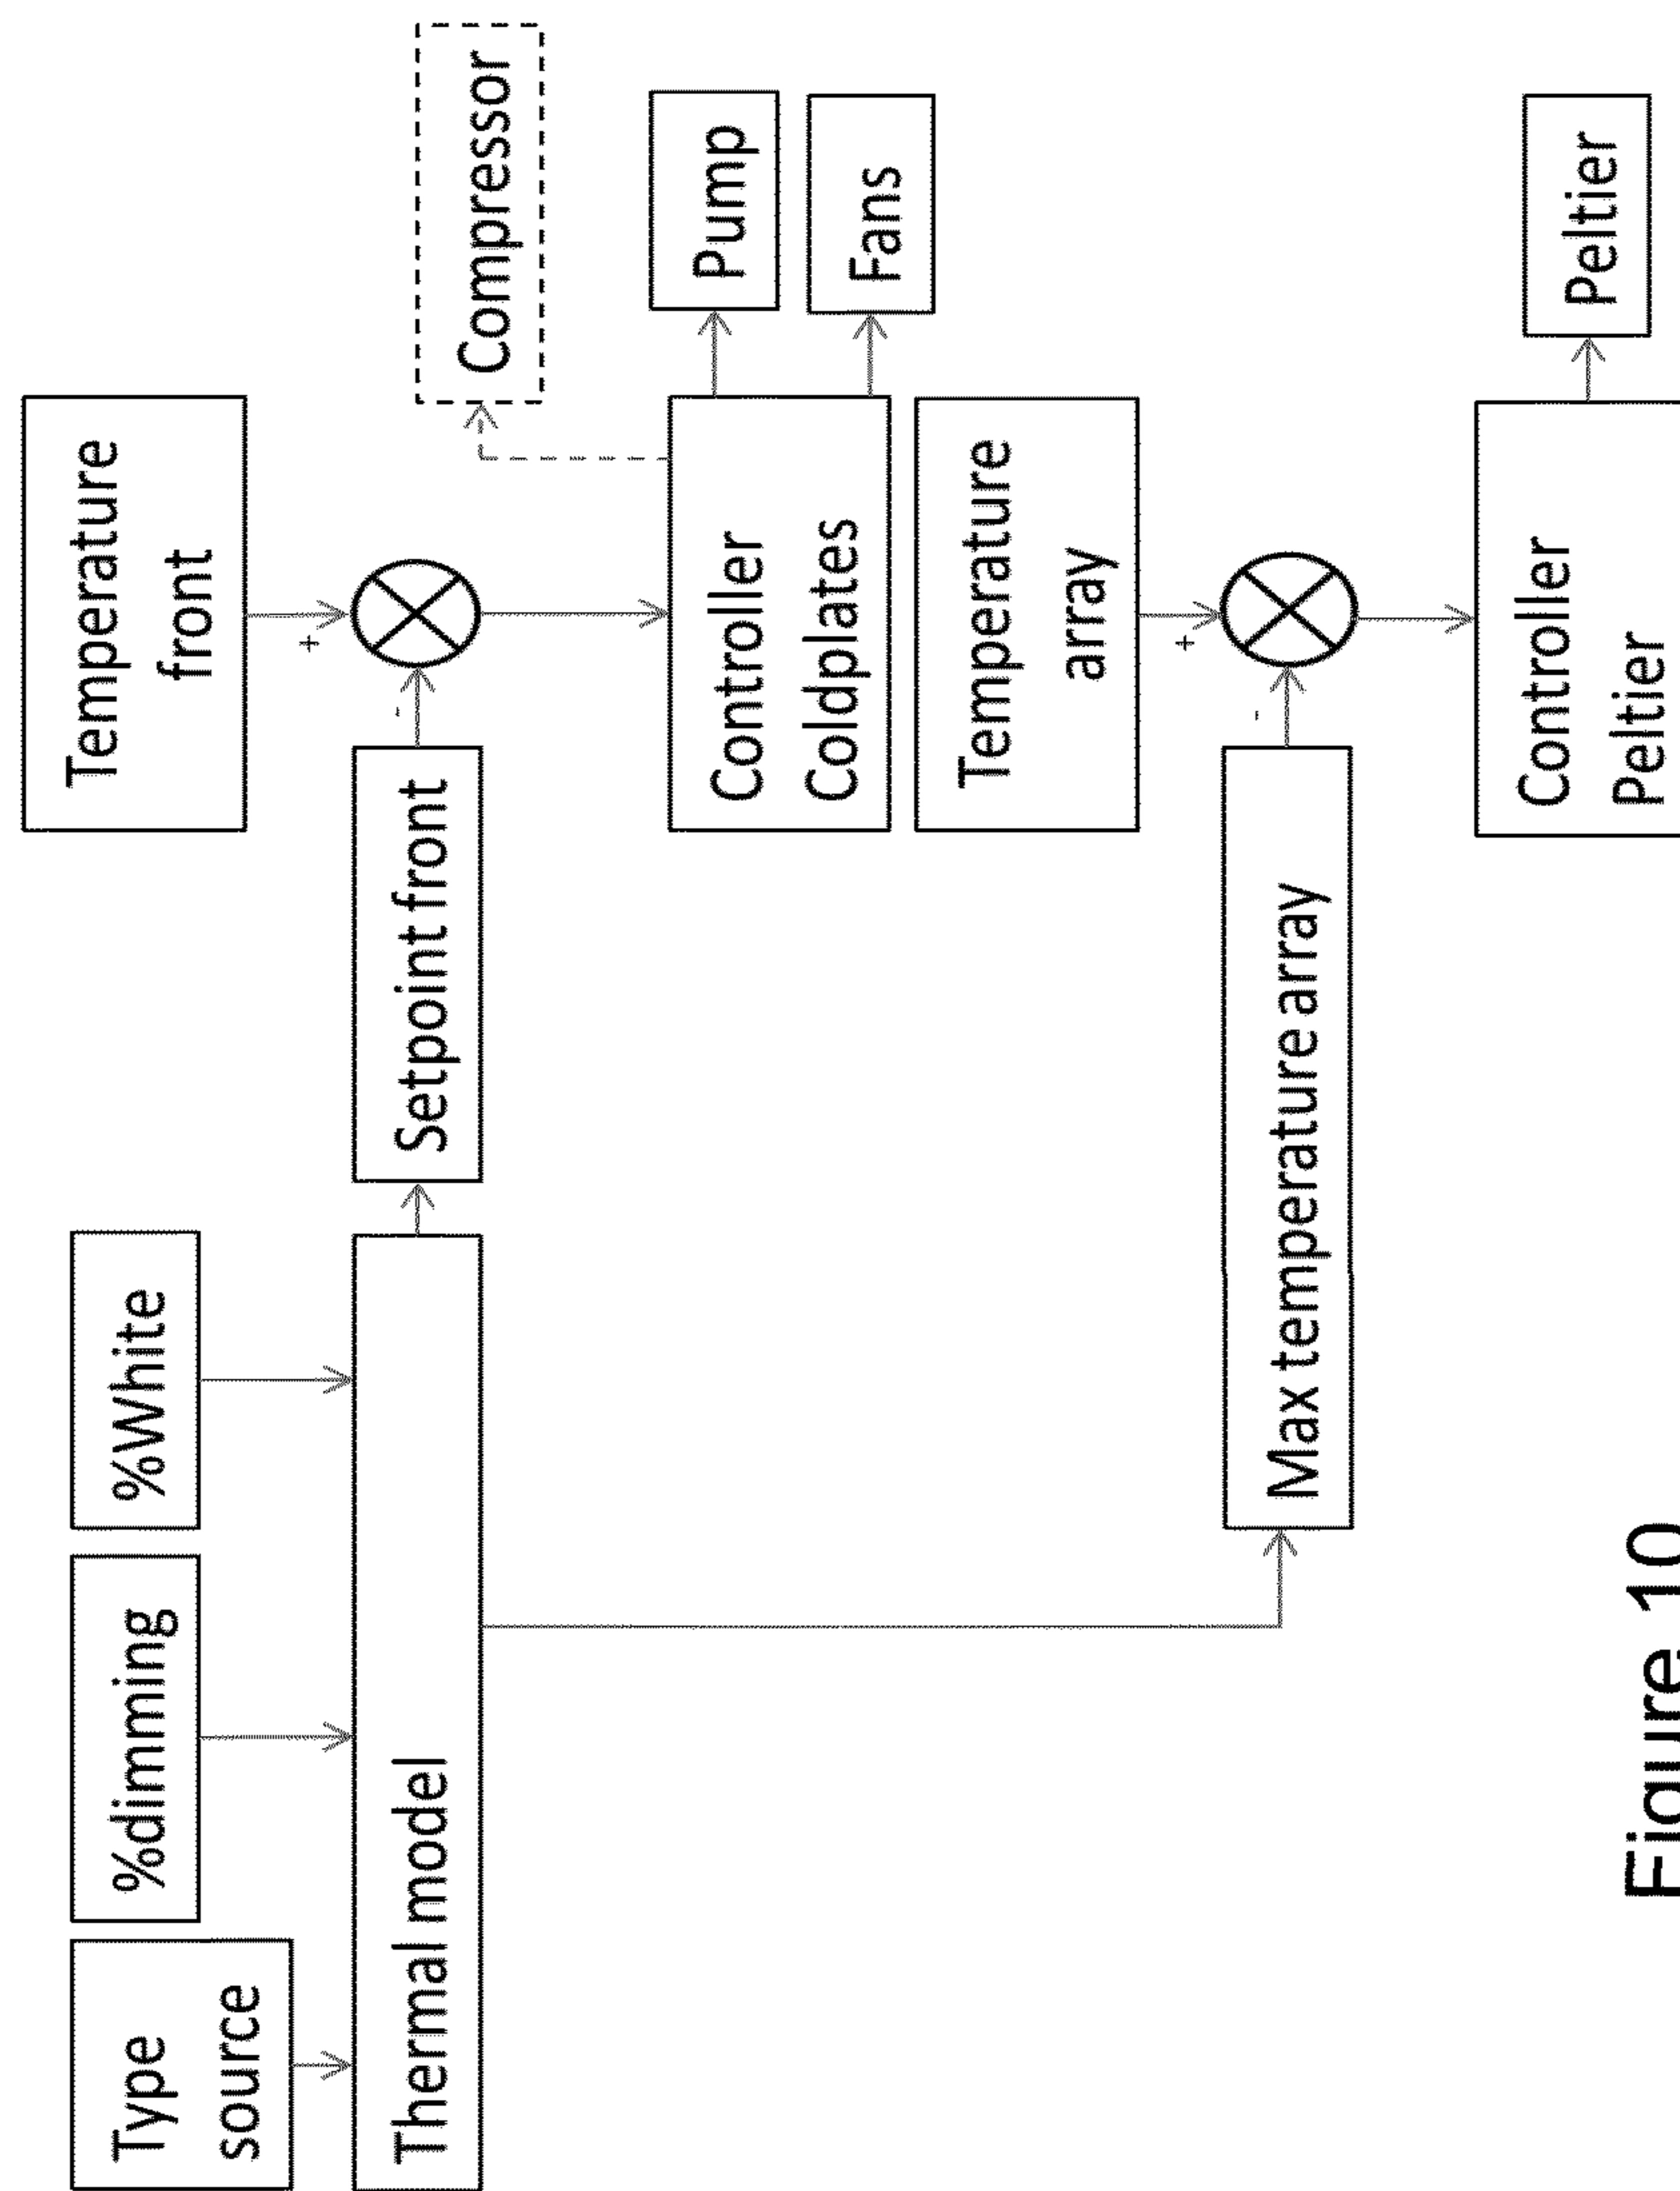 Type
source
%dimming
%White
Thermal model
Setpoint front
Temperature
front
+
-
Compressor
Controller
Coldplates
Pump
Fans
Temperature
array
+
-
Max temperature array
Controller
Peltier
Peltier
Figure 10